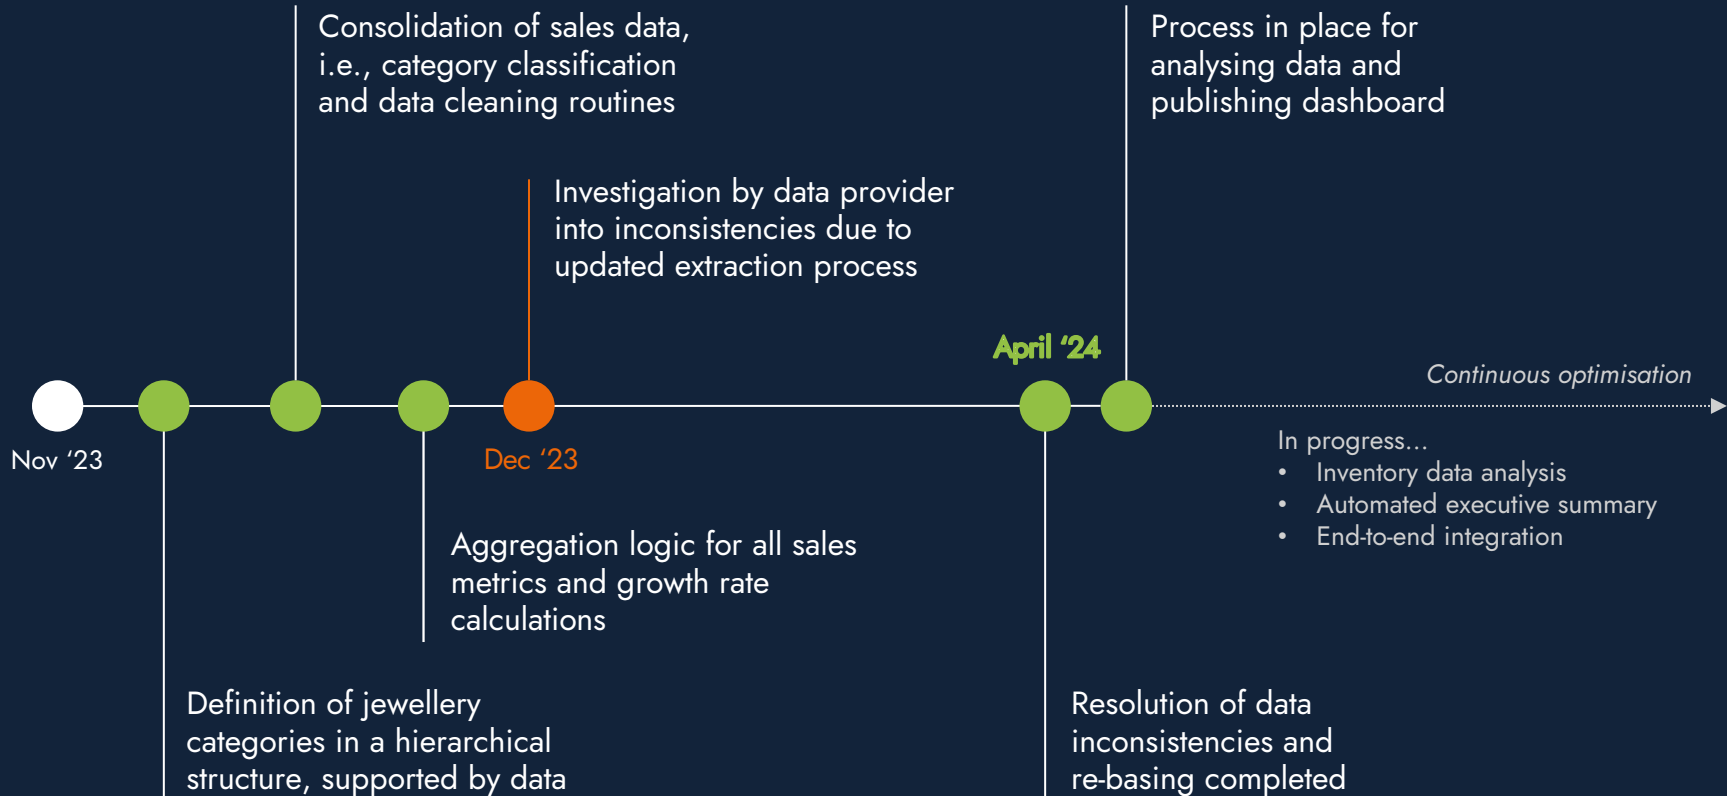 Consolidation of sales data,
i.e., category classification
and data cleaning routines
Process in place for
analysing data and
publishing dashboard
Investigation by data provider
into inconsistencies due to
updated extraction process
April ‘24
Continuous optimisation
Nov ‘23
Dec ‘23
In progress...
• Inventory data analysis
• Automated executive summary
• End-to-end integration
Aggregation logic for all sales
metrics and growth rate
calculations
Definition of jewellery
categories in a hierarchical
structure, supported by data
Resolution of data
inconsistencies and
re-basing completed